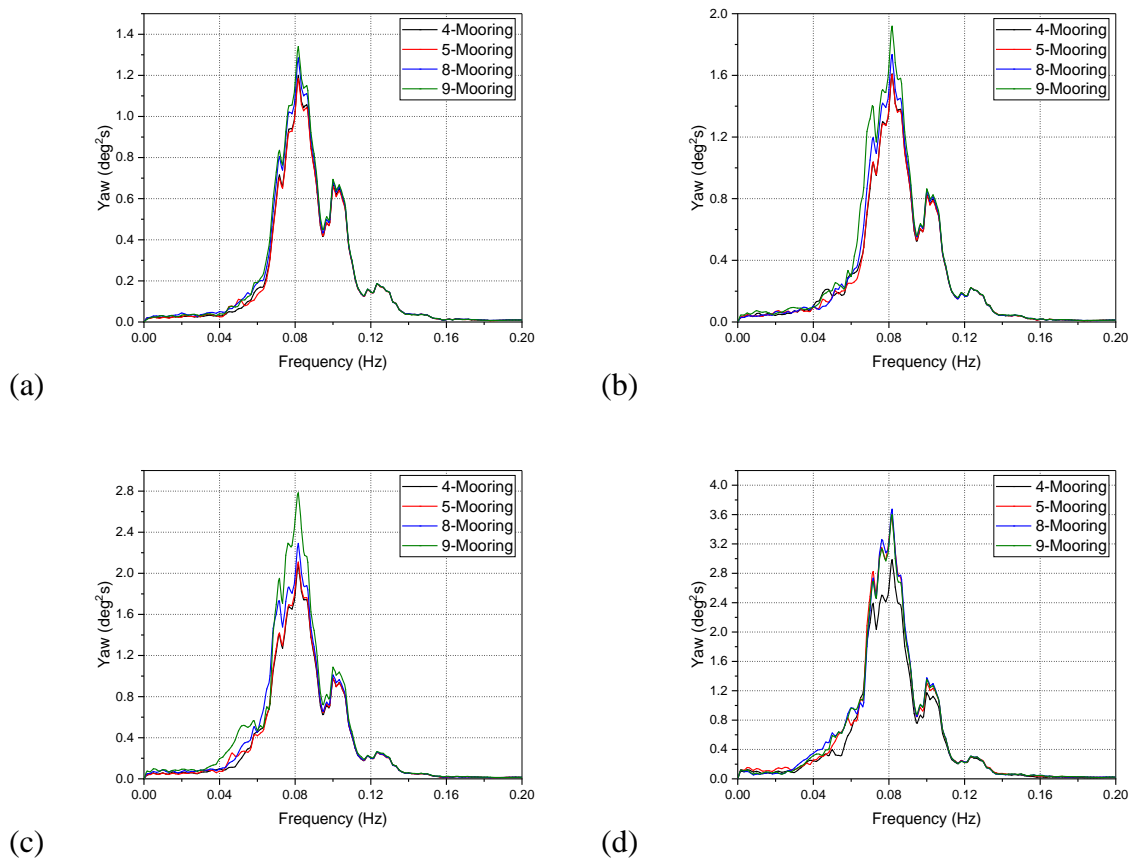 1.4
1.2
1.0
0.8
0.6
0.4
0.2
0.0
Yaw (deg²s)
0.00 0.04 0.08 0.12 0.16 0.20
Frequency (Hz)
4-Mooring
5-Mooring
8-Mooring
9-Mooring
(a)
2.0
1.6
1.2
0.8
0.4
0.0
Yaw (deg²s)
0.00 0.04 0.08 0.12 0.16 0.20
Frequency (Hz)
4-Mooring
5-Mooring
8-Mooring
9-Mooring
(b)
2.8
2.4
2.0
1.6
1.2
0.8
0.4
0.0
Yaw (deg²s)
0.00 0.04 0.08 0.12 0.16 0.20
Frequency (Hz)
4-Mooring
5-Mooring
8-Mooring
9-Mooring
(c)
4.0
3.6
3.2
2.8
2.4
2.0
1.6
1.2
0.8
0.4
0.0
Yaw (deg²s)
0.00 0.04 0.08 0.12 0.16 0.20
Frequency (Hz)
4-Mooring
5-Mooring
8-Mooring
9-Mooring
(d)